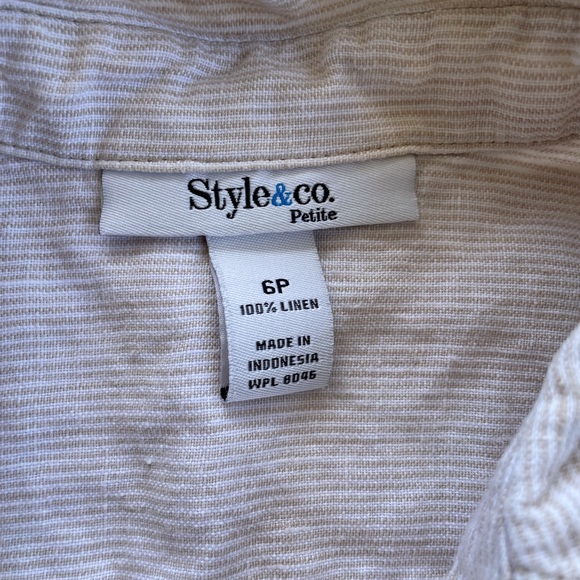 Style&co.
Petite
6P
100% LINEN
MADE IN
INDONESIA
WPL 8046